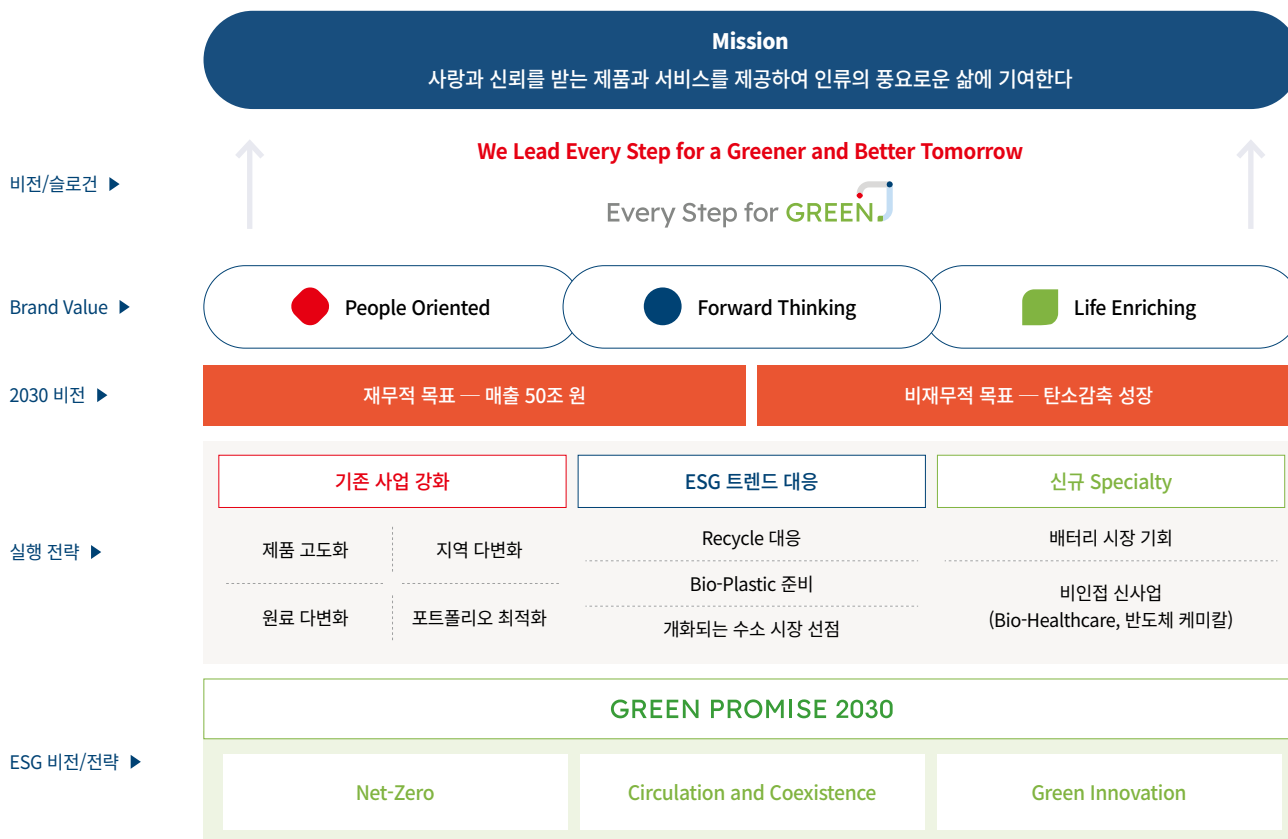 Mission
사랑과 신뢰를 받는 제품과 서비스를 제공하여 인류의 풍요로운 삶에 기여한다
비전/슬로건 ▶
We Lead Every Step for a Greener and Better Tomorrow
Every Step for GREEN
Brand Value ▶
People Oriented
Forward Thinking
Life Enriching
2030 비전 ▶
재무적 목표 — 매출 50조 원
비재무적 목표 — 탄소감축 성장
실행 전략 ▶
기존 사업 강화
제품 고도화
지역 다변화
원료 다변화
포트폴리오 최적화
ESG 트렌드 대응
Recycle 대응
Bio-Plastic 준비
개화되는 수소 시장 선점
신규 Specialty
배터리 시장 기회
비인접 신사업
(Bio-Healthcare, 반도체 케미칼)
ESG 비전/전략 ▶
GREEN PROMISE 2030
Net-Zero
Circulation and Coexistence
Green Innovation